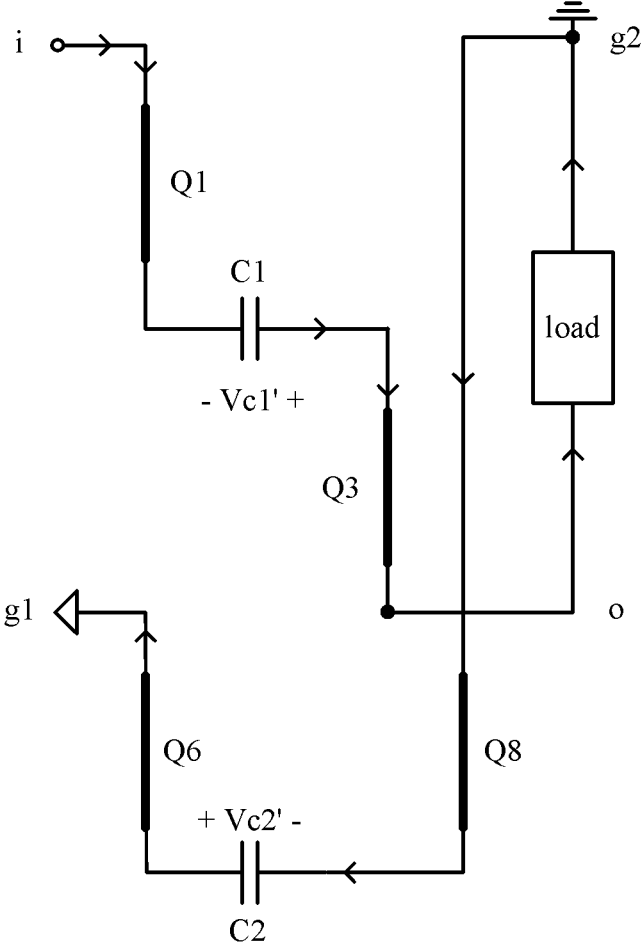 i
g2
Q1
C1
load
- Vc1' +
Q3
g1
o
Q6
Q8
+ Vc2' -
C2